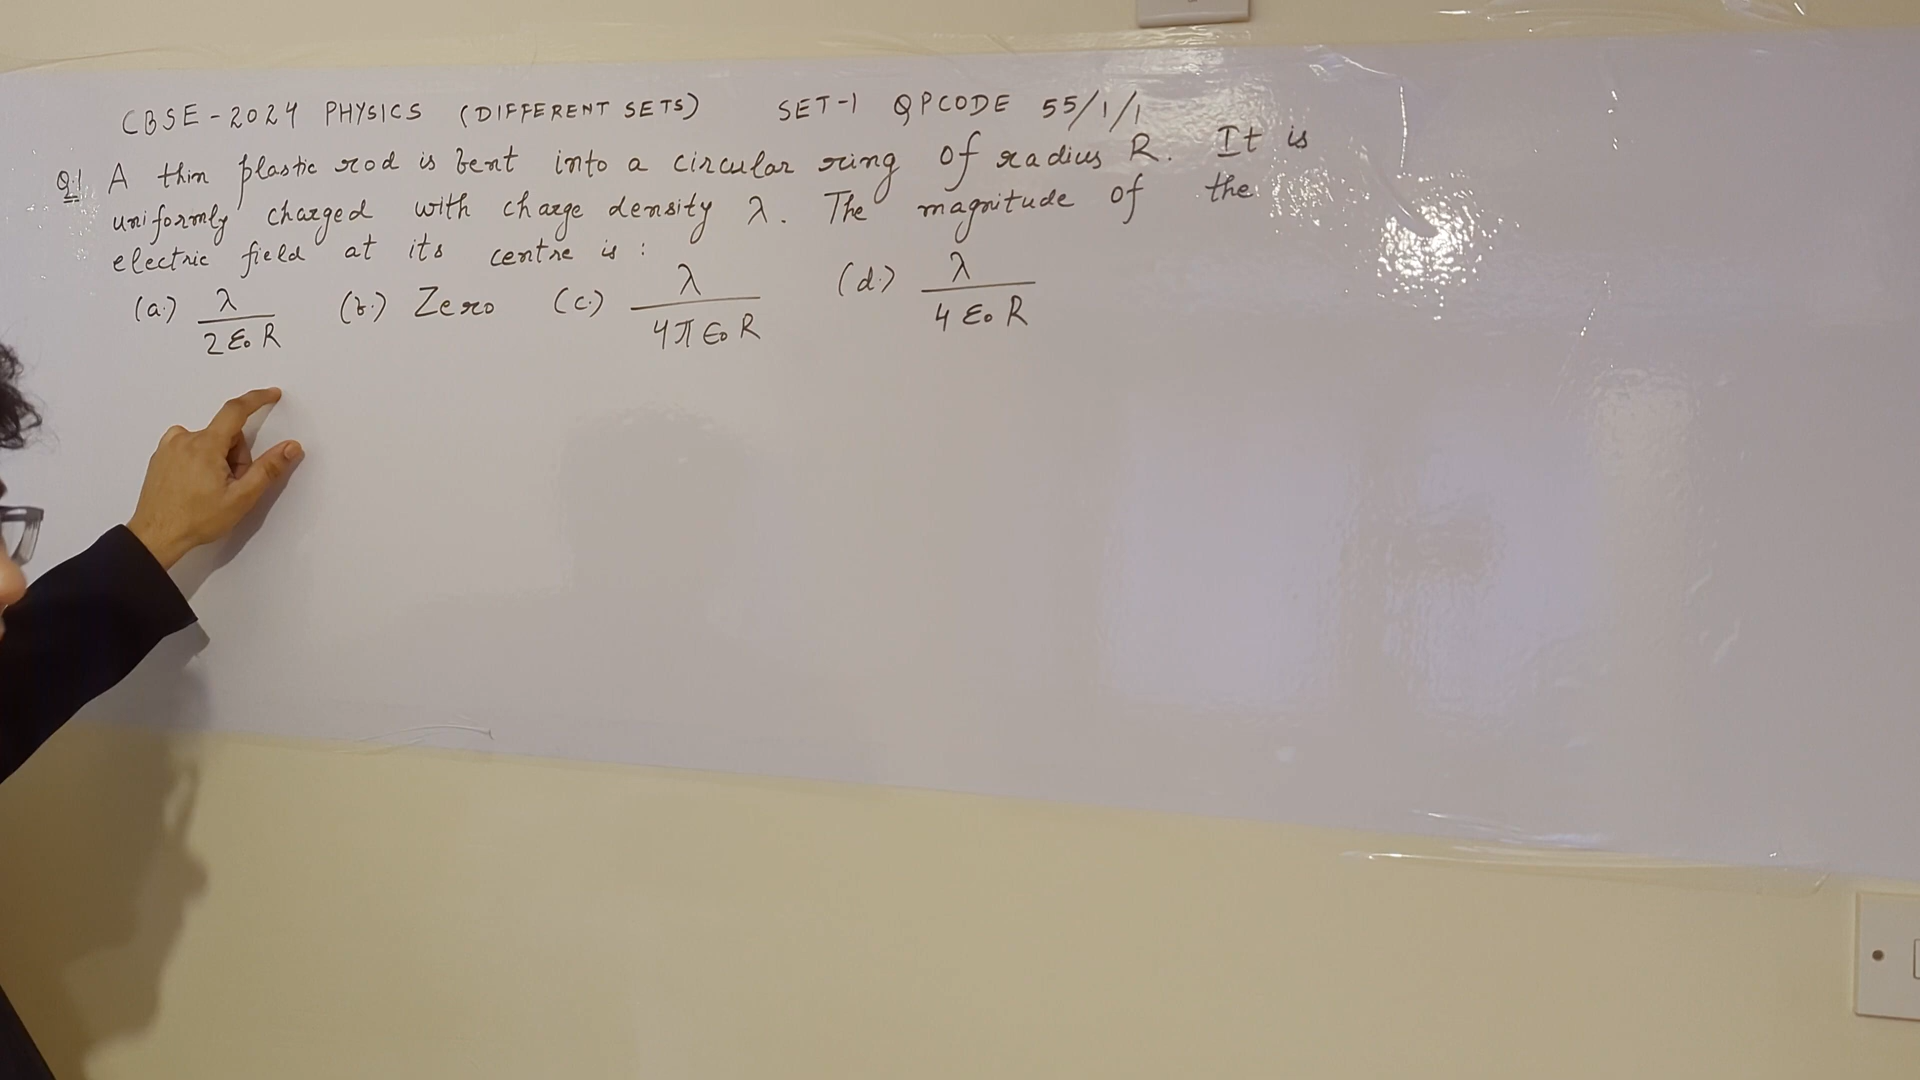 CBSE-2024 PHYSICS (DIFFERENT SETS) SET-1 QPCODE 55/1/1
Q.1 A thin plastic rod is bent into a circular ring of radius R. It is
uniformly charged with charge density λ. The magnitude of the
electric field at its centre is :
(a.) λ/2ε₀R (b.) Zero (c.) λ/4πε₀R (d.) λ/4ε₀R